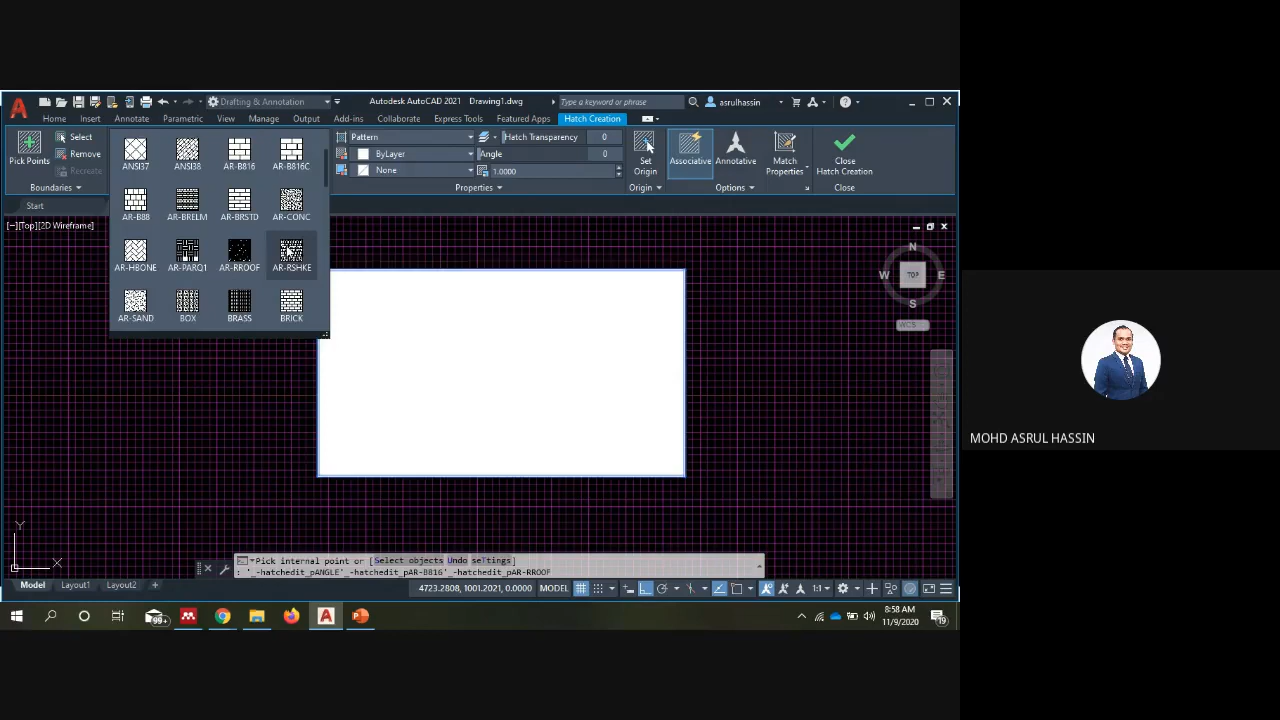 Drafting & Annotation
Autodesk AutoCAD 2021 Drawing1.dwg
Type a keyword or phrase
asrulhassin
Home Insert Annotate Parametric View Manage Output Add-ins Collaborate Express Tools Featured Apps Hatch Creation
Pick Points
Select
Remove
Recreate
Boundaries
ANSI37 ANSI38 AR-B816 AR-B816C
AR-B88 AR-BRELM AR-BRSTD AR-CONC
AR-HBONE AR-PARQ1 AR-RROOF AR-RSHKE
AR-SAND BOX BRASS BRICK
Pattern
ByLayer
None
Hatch Transparency 0
Angle 0
1.0000
Properties
Set
Origin
Origin
Associative
Annotative
Match
Properties
Options
Close
Hatch Creation
Close
Start
[−][Top][2D Wireframe]
N
W TOP E
S
WCS
Y
X
Pick internal point or [Select objects Undo seTtings]
: '_-hatchedit_pANGLE'_-hatchedit_pAR-B816'_-hatchedit_pAR-RROOF
Model Layout1 Layout2 +
4723.2808, 1001.2021, 0.0000 MODEL
1:1
99+
8:58 AM
11/9/2020
19
MOHD ASRUL HASSIN